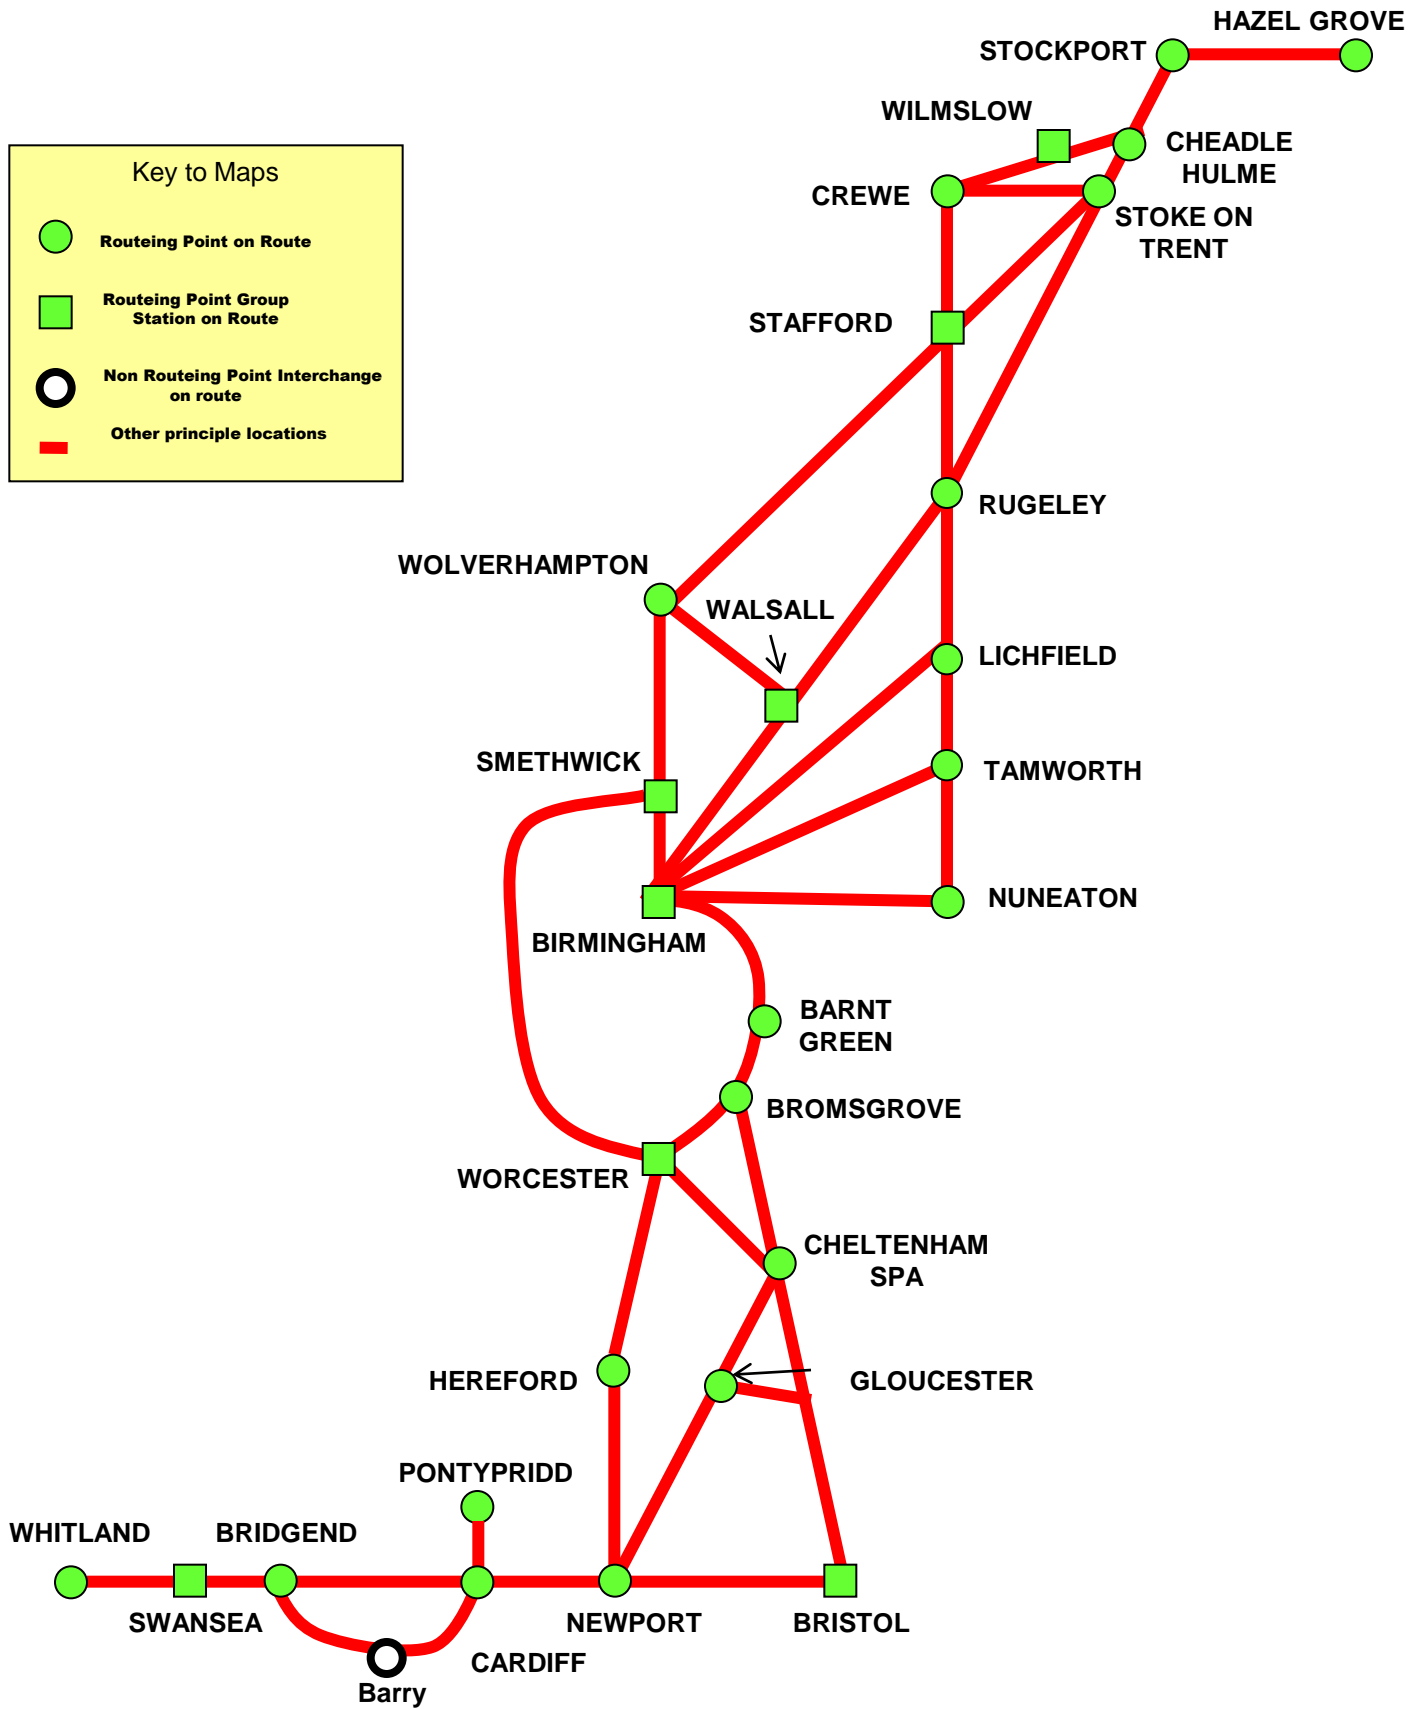 HAZEL GROVE
STOCKPORT
WILMSLOW
CHEADLE
HULME
Key to Maps
CREWE
STOKE ON
TRENT
Routeing Point on Route
Routeing Point Group
Station on Route
STAFFORD
Non Routeing Point Interchange
on route
Other principle locations
RUGELEY
WOLVERHAMPTON
WALSALL
LICHFIELD
SMETHWICK
TAMWORTH
NUNEATON
BIRMINGHAM
BARNT
GREEN
BROMSGROVE
WORCESTER
CHELTENHAM
SPA
HEREFORD
GLOUCESTER
PONTYPRIDD
WHITLAND
BRIDGEND
SWANSEA
NEWPORT
BRISTOL
CARDIFF
Barry